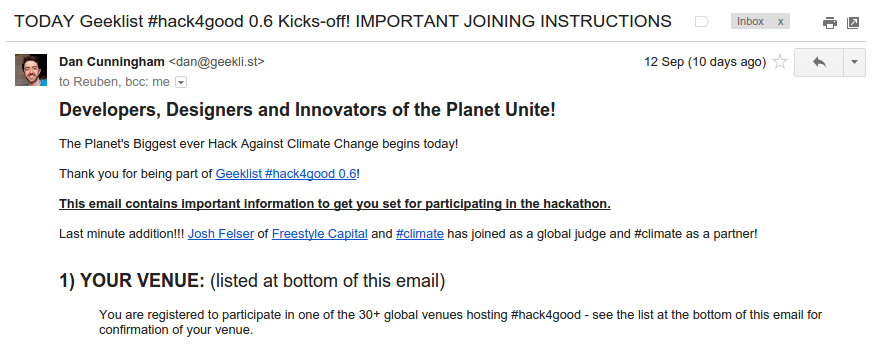 TODAY Geeklist #hack4good 0.6 Kicks-off! IMPORTANT JOINING INSTRUCTIONS
Inbox x
Dan Cunningham <dan@geekli.st>
12 Sep (10 days ago)
to Reuben, bcc: me
Developers, Designers and Innovators of the Planet Unite!
The Planet's Biggest ever Hack Against Climate Change begins today!
Thank you for being part of Geeklist #hack4good 0.6!
This email contains important information to get you set for participating in the hackathon.
Last minute addition!!! Josh Felser of Freestyle Capital and #climate has joined as a global judge and #climate as a partner!
1) YOUR VENUE: (listed at bottom of this email)
You are registered to participate in one of the 30+ global venues hosting #hack4good - see the list at the bottom of this email for
confirmation of your venue.